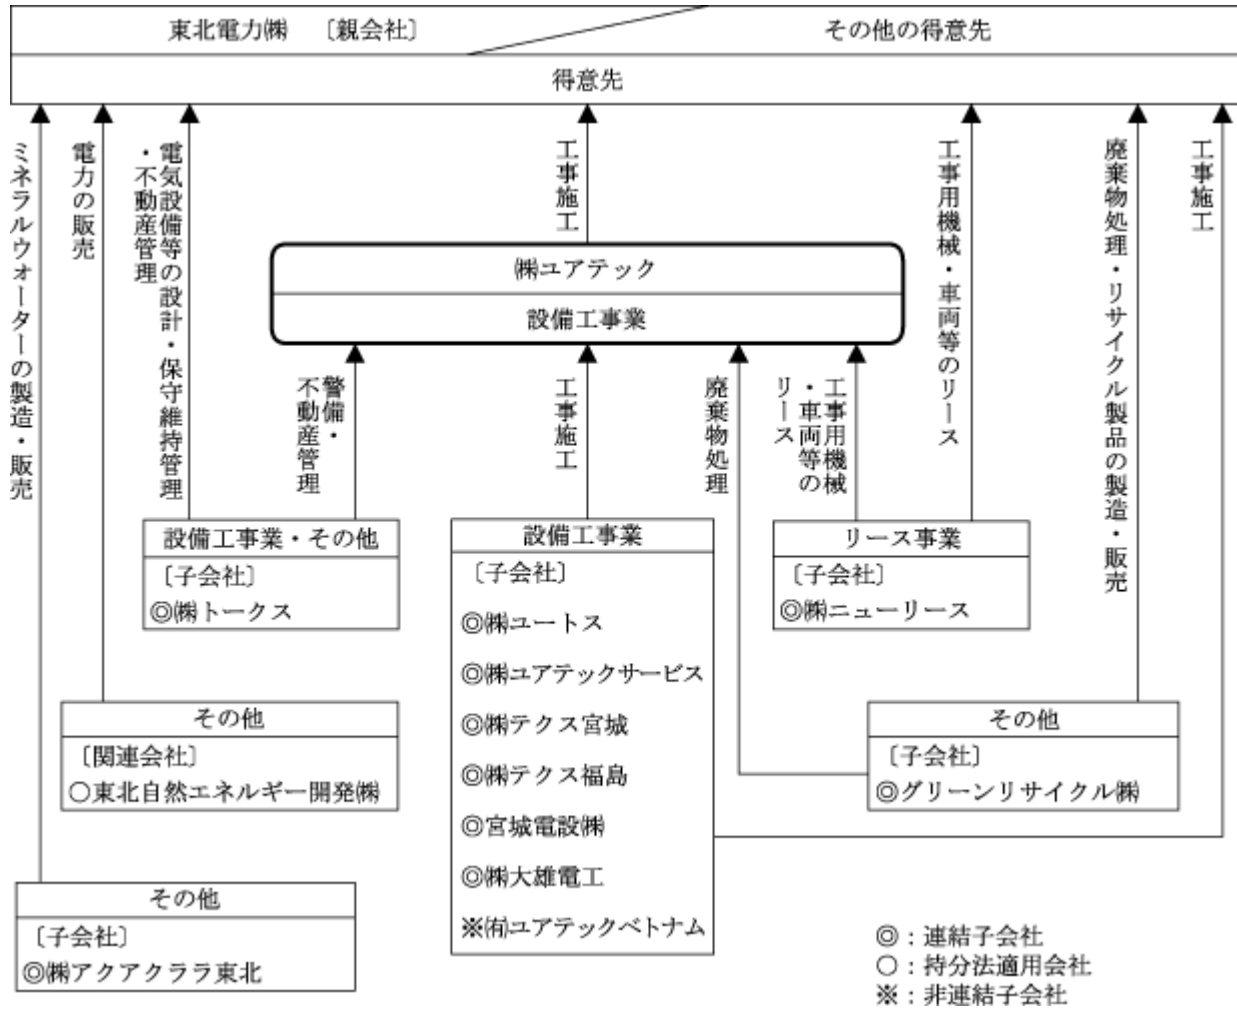 東北電力㈱　〔親会社〕
その他の得意先
得意先
ミネラルウォーターの製造・販売
電力の販売
電気設備等の設計・保守維持管理
・不動産管理
工事施工
工事用機械・車両等のリース
廃棄物処理・リサイクル製品の製造・販売
工事施工
㈱ユアテック
設備工事業
警備・
不動産管理
工事施工
廃棄物処理
工事用機械
・車両等の
リース
設備工事業・その他
〔子会社〕
◎㈱トークス
設備工事業
〔子会社〕
◎㈱ユートス
◎㈱ユアテックサービス
◎㈱テクス宮城
◎㈱テクス福島
◎宮城電設㈱
◎㈱大雄電工
※㈲ユアテックベトナム
リース事業
〔子会社〕
◎㈱ニューリース
その他
〔関連会社〕
○東北自然エネルギー開発㈱
その他
〔子会社〕
◎グリーンリサイクル㈱
その他
〔子会社〕
◎㈱アクアクララ東北
◎：連結子会社
○：持分法適用会社
※：非連結子会社